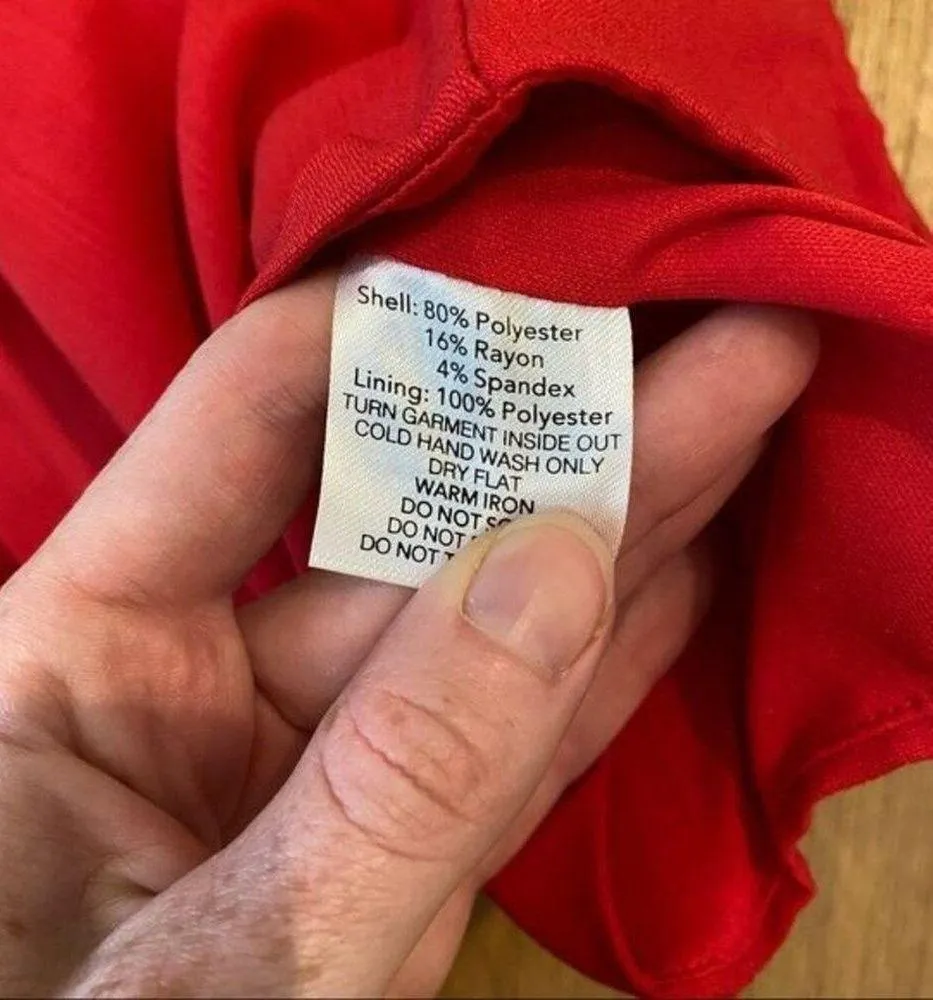 Shell: 80% Polyester
16% Rayon
4% Spandex
Lining: 100% Polyester
TURN GARMENT INSIDE OUT
COLD HAND WASH ONLY
DRY FLAT
WARM IRON
DO NOT
DO NOT
DO NOT